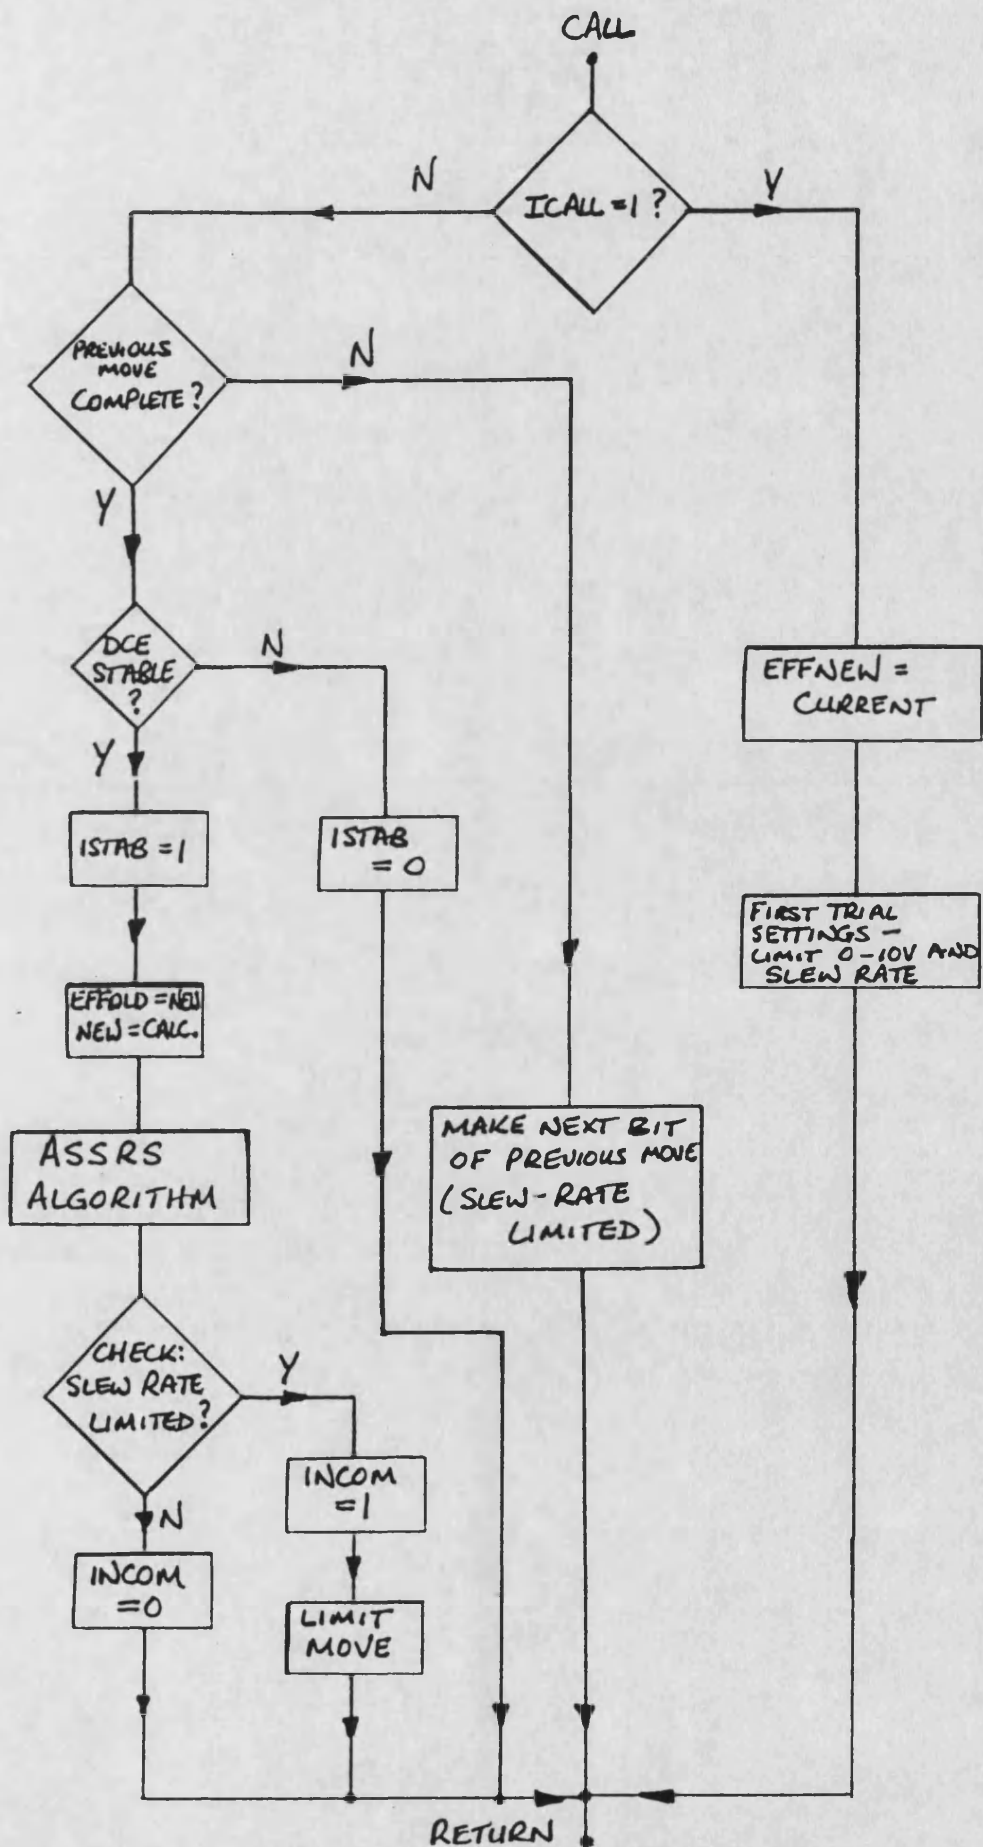 CALL
ICALL = 1 ?
N
Y
PREVIOUS
MOVE
COMPLETE ?
N
Y
DCE
STABLE
?
N
Y
EFFNEW =
CURRENT
ISTAB = 1
ISTAB
= 0
FIRST TRIAL
SETTINGS -
LIMIT 0-10V AND
SLEW RATE
EFFOLD = NEW
NEW = CALC.
ASSRS
ALGORITHM
MAKE NEXT BIT
OF PREVIOUS MOVE
(SLEW-RATE
LIMITED)
CHECK:
SLEW RATE
LIMITED ?
Y
N
INCOM
= 1
INCOM
= 0
LIMIT
MOVE
RETURN